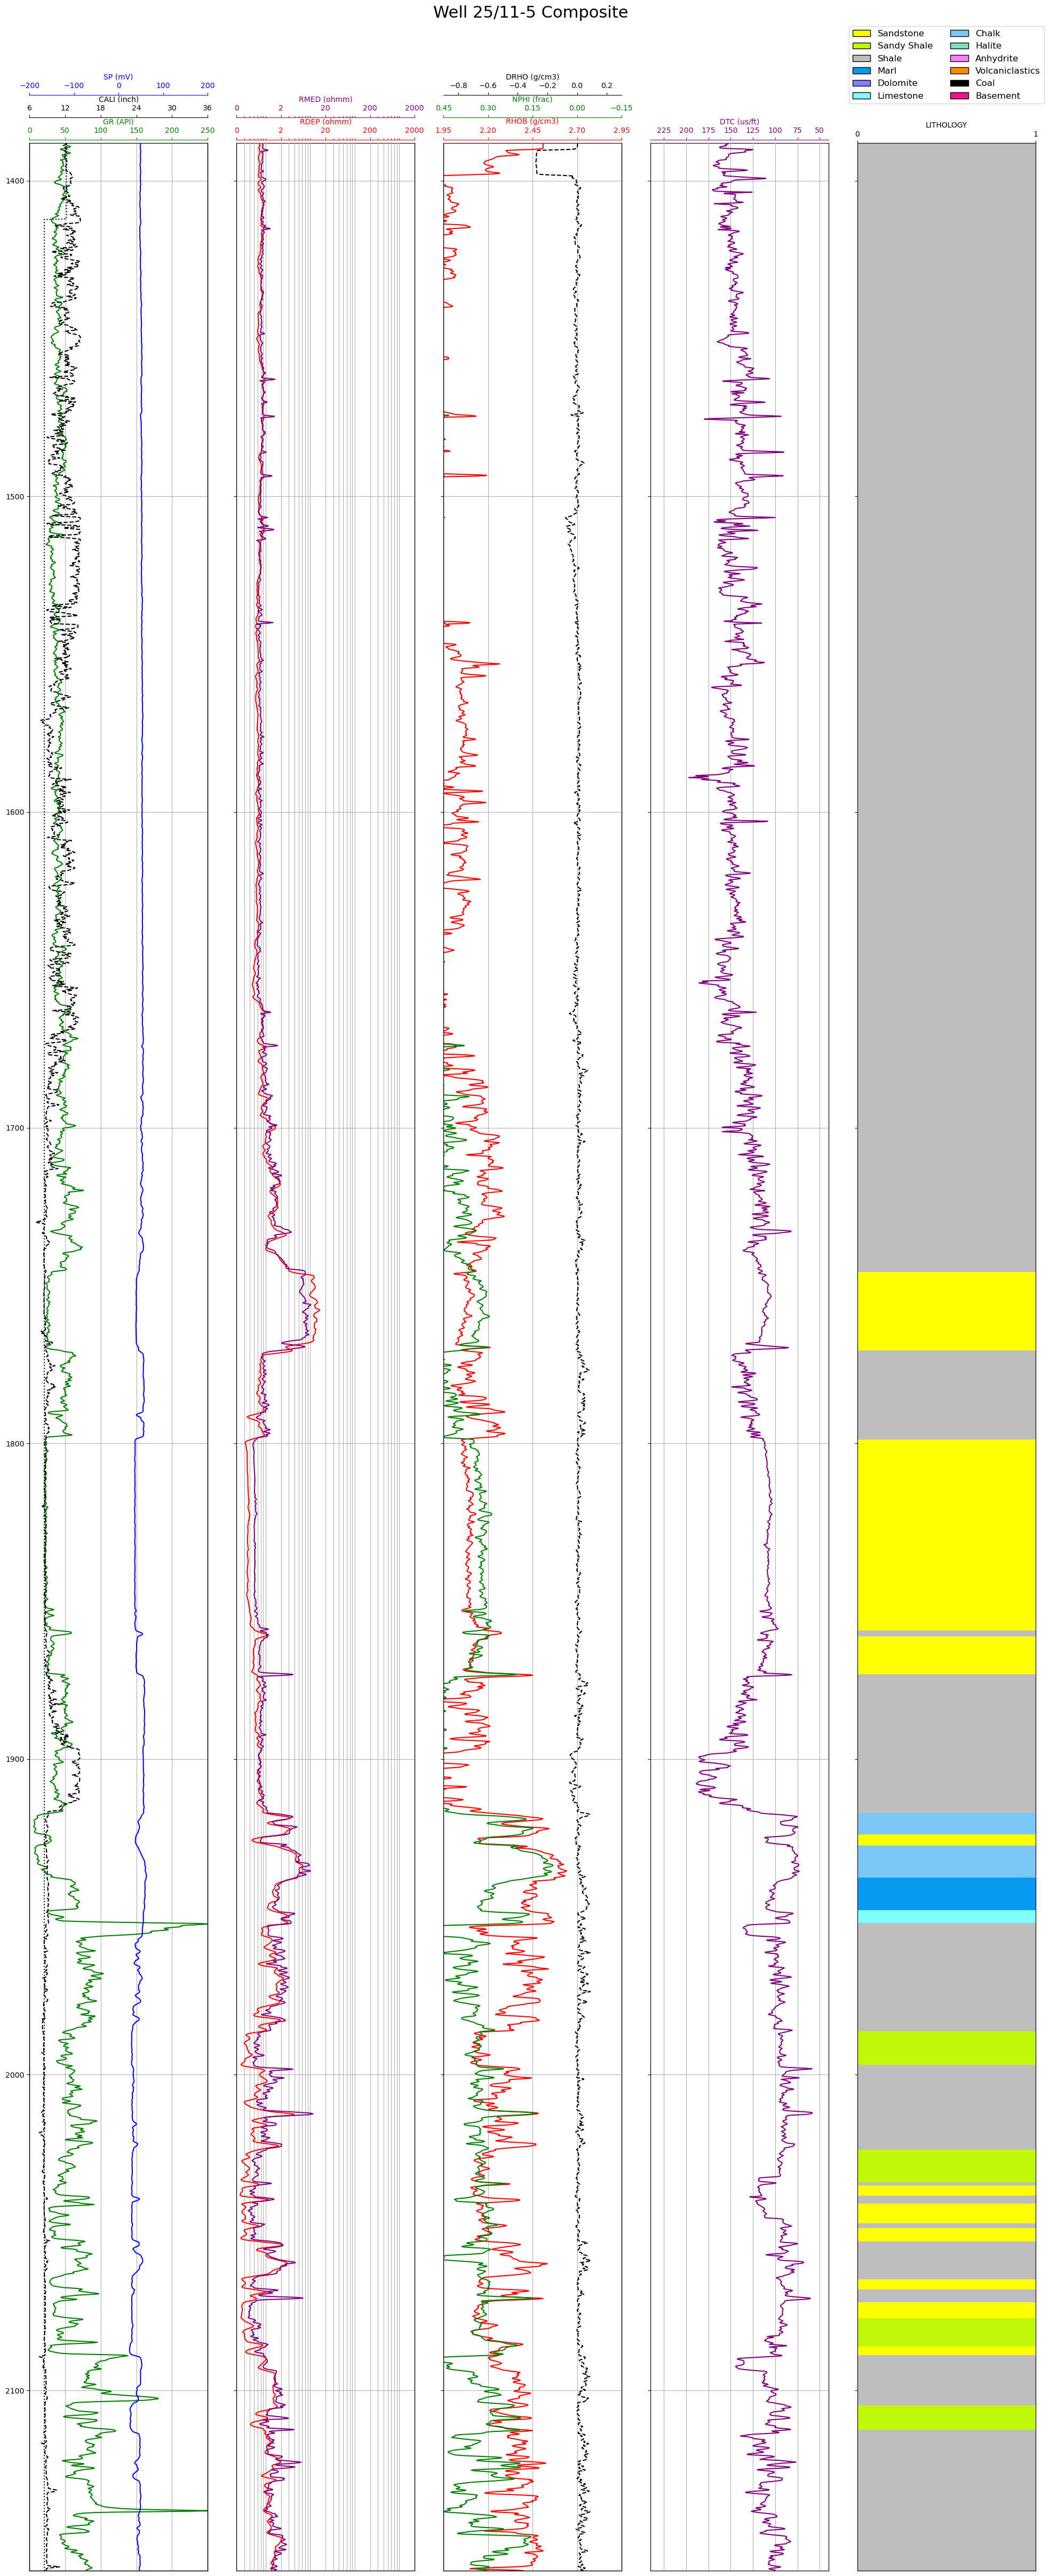 Well 25/11-5 Composite
Sandstone Chalk
Sandy Shale Halite
Shale Anhydrite
Marl Volcaniclastics
Dolomite Coal
Limestone Basement
SP (mV)
−200 −100 0 100 200
CALI (inch)
6 12 18 24 30 36
GR (API)
0 50 100 150 200 250
RMED (ohmm)
0 2 20 200 2000
RDEP (ohmm)
0 2 20 200 2000
DRHO (g/cm3)
−0.8 −0.6 −0.4 −0.2 0.0 0.2
NPHI (frac)
0.45 0.30 0.15 0.00 −0.15
RHOB (g/cm3)
1.95 2.20 2.45 2.70 2.95
DTC (us/ft)
225 200 175 150 125 100 75 50
LITHOLOGY
0 1
1400
1500
1600
1700
1800
1900
2000
2100